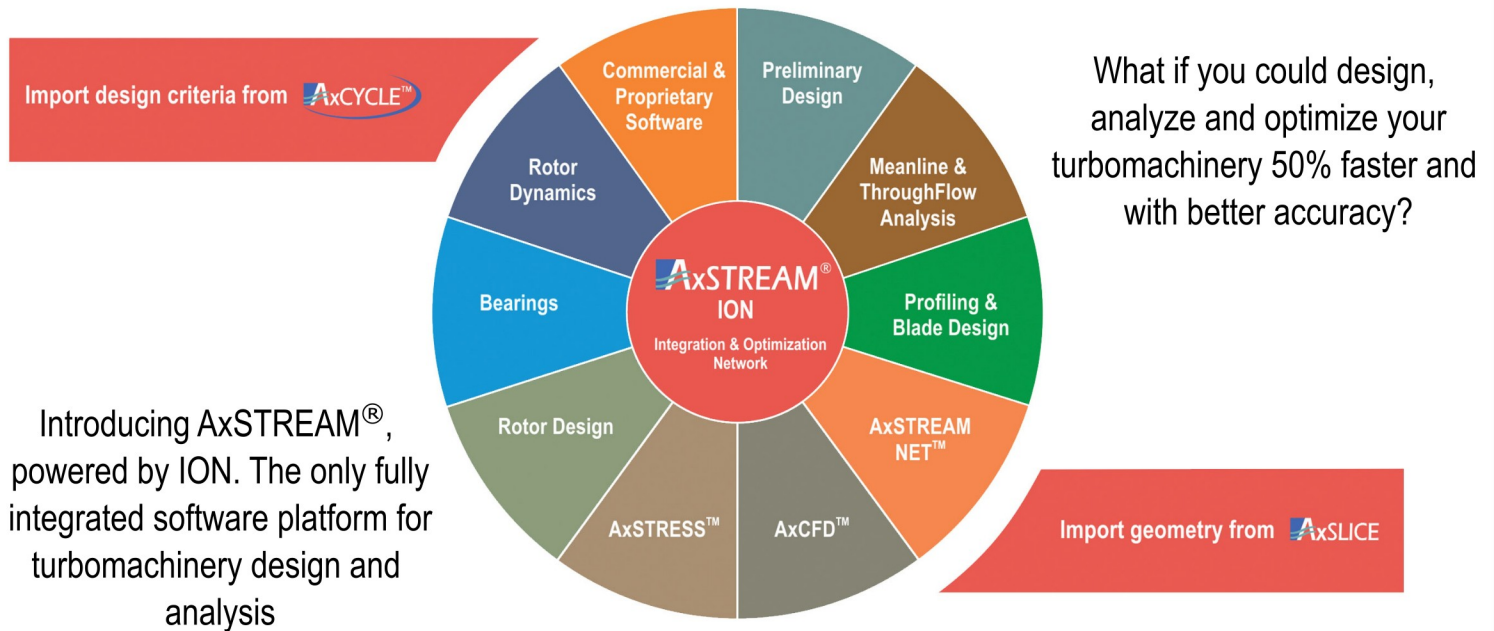 Import design criteria from AxCYCLE™
What if you could design,
analyze and optimize your
turbomachinery 50% faster and
with better accuracy?
Commercial &
Proprietary
Software
Preliminary
Design
Meanline &
ThroughFlow
Analysis
Profiling &
Blade Design
AxSTREAM
NET™
AxCFD™
AxSTRESS™
Rotor Design
Bearings
Rotor
Dynamics
AxSTREAM®
ION
Integration & Optimization
Network
Introducing AxSTREAM®,
powered by ION. The only fully
integrated software platform for
turbomachinery design and
analysis
Import geometry from AxSLICE